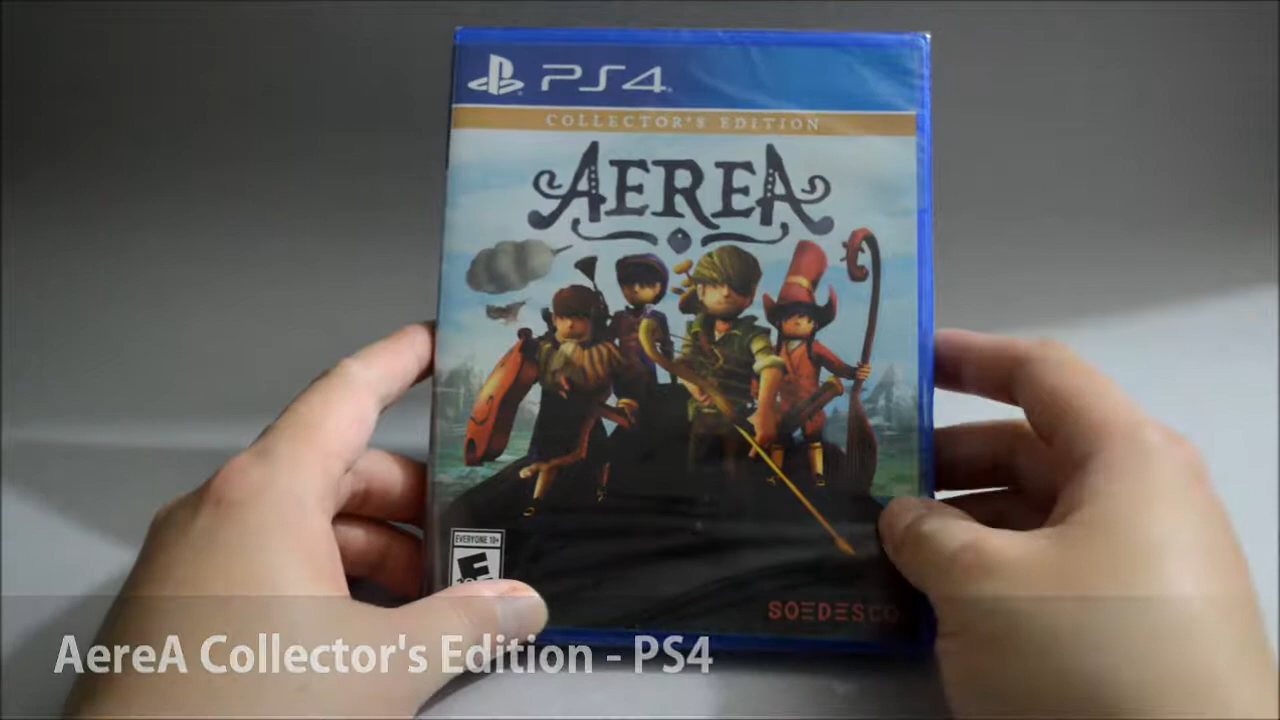 PS4
COLLECTOR'S EDITION
AEREA
EVERYONE 10+
E
SOEDESCO
AereA Collector's Edition - PS4